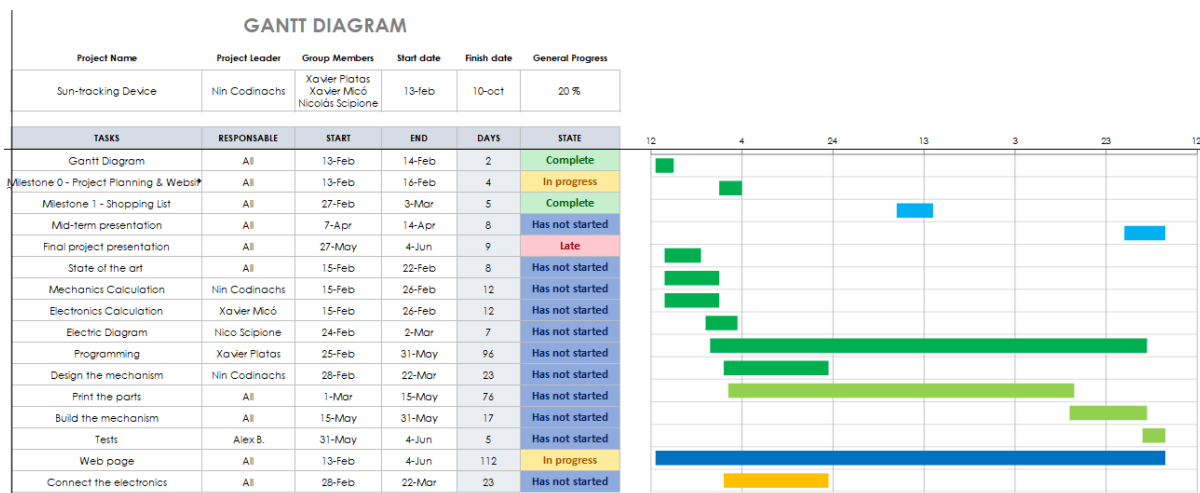 GANTT DIAGRAM
Project Name Project Leader Group Members Start date Finish date General Progress
Sun-tracking Device Nin Codinachs Xavier Platas 13-feb 10-oct 20 %
Xavier Micó
Nicolás Scipione
TASKS RESPONSABLE START END DAYS STATE
12 4 24 13 3 23 12
Gantt Diagram All 13-Feb 14-Feb 2 Complete
Milestone 0 - Project Planning & Websit All 13-Feb 16-Feb 4 In progress
Milestone 1 - Shopping List All 27-Feb 3-Mar 5 Complete
Mid-term presentation All 7-Apr 14-Apr 8 Has not started
Final project presentation All 27-May 4-Jun 9 Late
State of the art All 15-Feb 22-Feb 8 Has not started
Mechanics Calculation Nin Codinachs 15-Feb 26-Feb 12 Has not started
Electronics Calculation Xavier Micó 15-Feb 26-Feb 12 Has not started
Electric Diagram Nico Scipione 24-Feb 2-Mar 7 Has not started
Programming Xavier Platas 25-Feb 31-May 96 Has not started
Design the mechanism Nin Codinachs 28-Feb 22-Mar 23 Has not started
Print the parts All 1-Mar 15-May 76 Has not started
Build the mechanism All 15-May 31-May 17 Has not started
Tests Alex B. 31-May 4-Jun 5 Has not started
Web page All 13-Feb 4-Jun 112 In progress
Connect the electronics All 28-Feb 22-Mar 23 Has not started